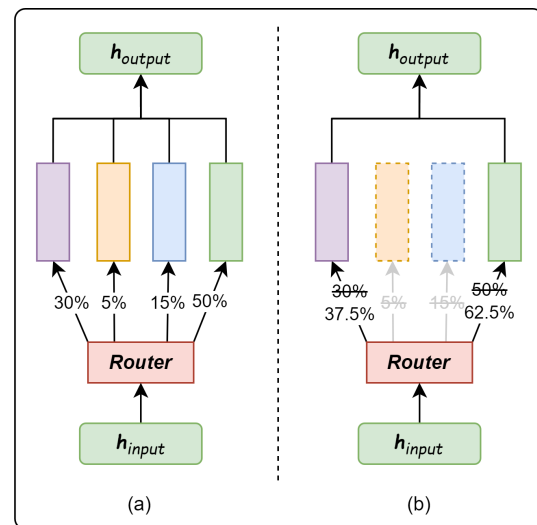 h_output
h_output
30%
5%
15%
50%
30%
5%
15%
50%
37.5%
62.5%
Router
Router
h_input
h_input
(a)
(b)